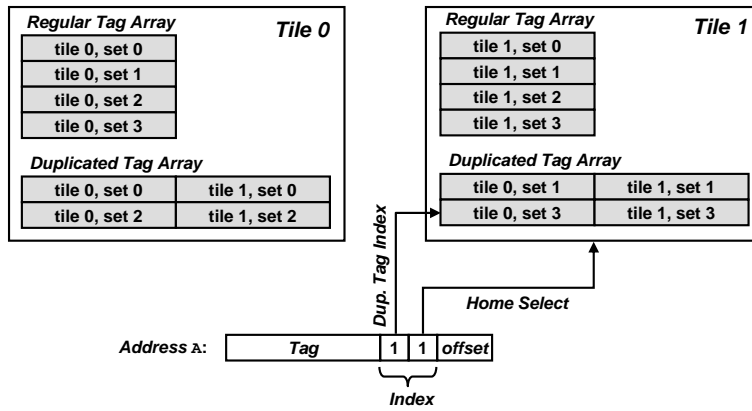 Regular Tag Array
Tile 0
tile 0, set 0
tile 0, set 1
tile 0, set 2
tile 0, set 3
Duplicated Tag Array
tile 0, set 0 tile 1, set 0
tile 0, set 2 tile 1, set 2
Regular Tag Array
Tile 1
tile 1, set 0
tile 1, set 1
tile 1, set 2
tile 1, set 3
Duplicated Tag Array
tile 0, set 1 tile 1, set 1
tile 0, set 3 tile 1, set 3
Dup. Tag Index
Home Select
Address A: Tag 1 1 offset
Index